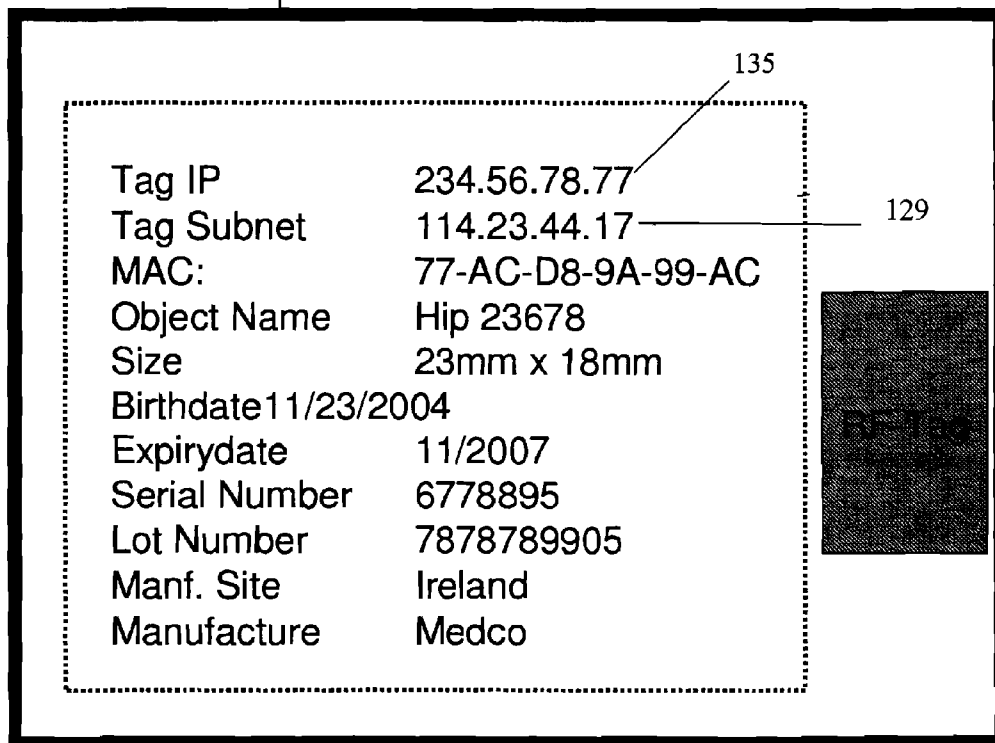 135
Tag IP 234.56.78.77
Tag Subnet 114.23.44.17 129
MAC: 77-AC-D8-9A-99-AC
Object Name Hip 23678
Size 23mm x 18mm
Birthdate11/23/2004
Expirydate 11/2007
Serial Number 6778895
Lot Number 7878789905
Manf. Site Ireland
Manufacture Medco
RF-Tag